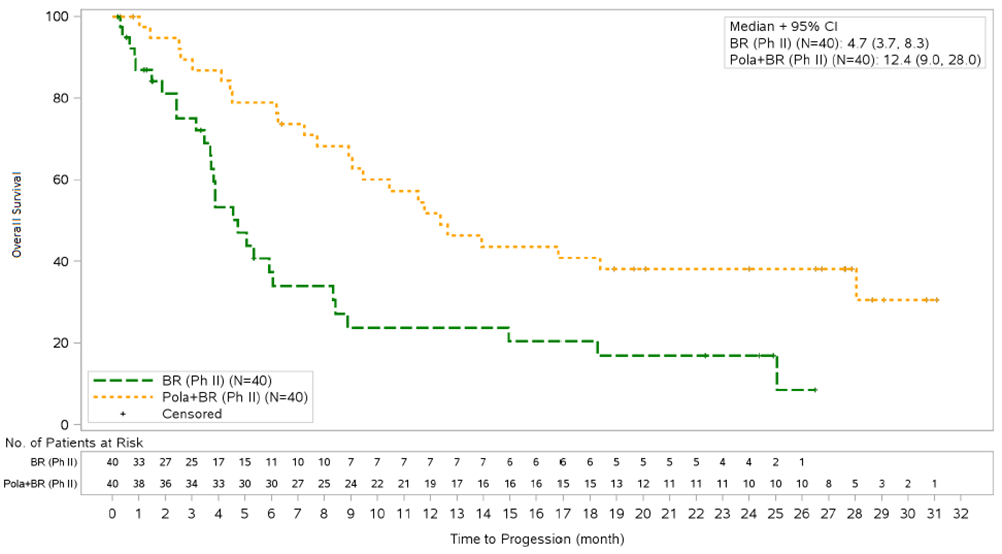 100
80
60
40
20
0
Overall Survival
Median + 95% CI
BR (Ph II) (N=40): 4.7 (3.7, 8.3)
Pola+BR (Ph II) (N=40): 12.4 (9.0, 28.0)
BR (Ph II) (N=40)
Pola+BR (Ph II) (N=40)
+ Censored
No. of Patients at Risk
BR (Ph II) 40 33 27 25 17 15 11 10 10 7 7 7 7 7 7 6 6 6 6 5 5 5 5 4 4 2 1
Pola+BR (Ph II) 40 38 36 34 33 30 30 27 25 24 22 21 19 17 16 16 16 15 15 13 12 11 11 11 10 10 10 8 5 3 2 1
0 1 2 3 4 5 6 7 8 9 10 11 12 13 14 15 16 17 18 19 20 21 22 23 24 25 26 27 28 29 30 31 32
Time to Progession (month)